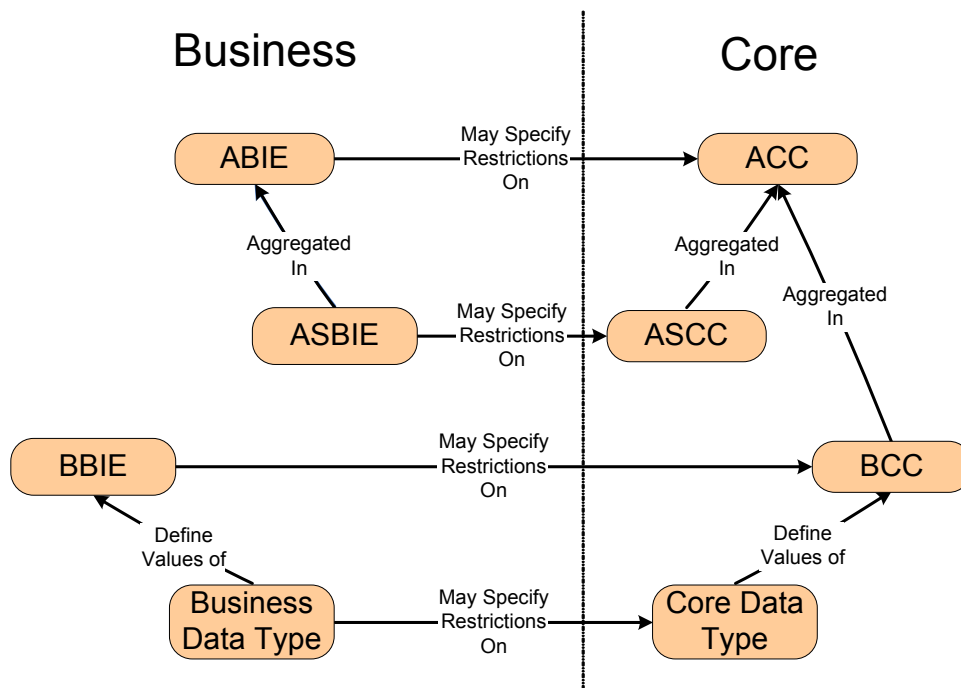 Business
Core
May Specify
Restrictions
On
ABIE
ACC
Aggregated
In
Aggregated
In
Aggregated
In
May Specify
Restrictions
On
ASBIE
ASCC
May Specify
Restrictions
On
BBIE
BCC
Define
Values of
Define
Values of
Business
Data Type
May Specify
Restrictions
On
Core Data
Type